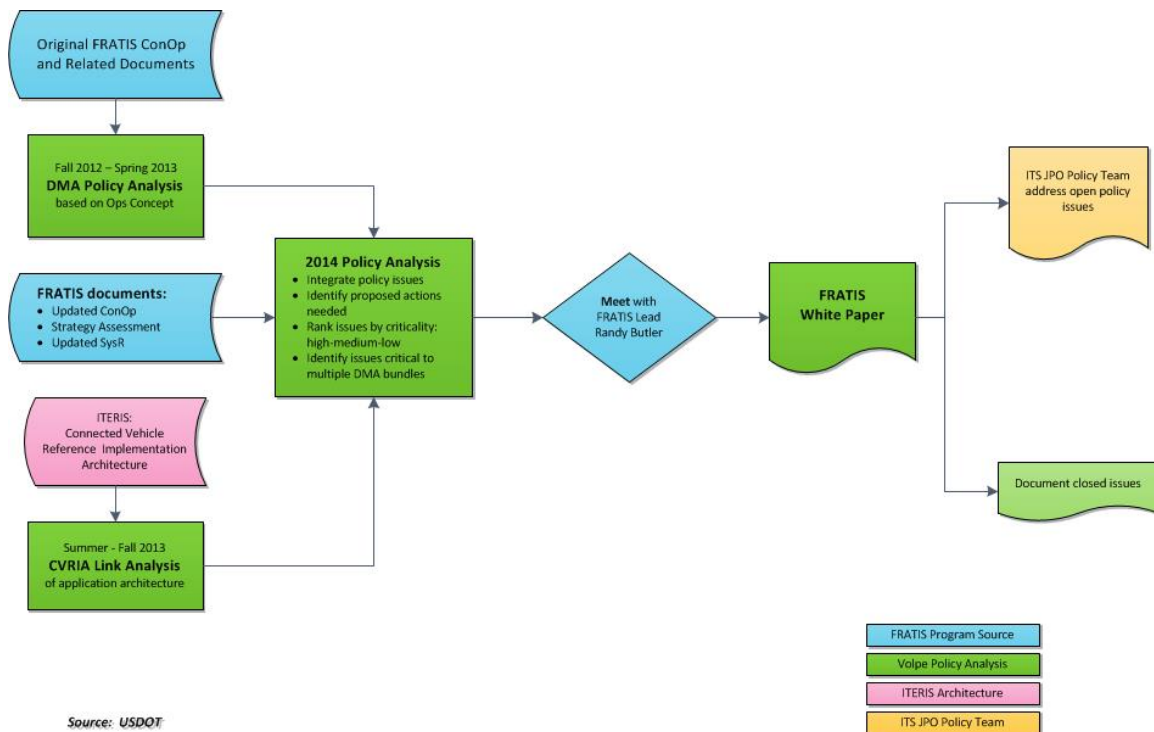 Original FRATIS ConOp
and Related Documents
Fall 2012 – Spring 2013
DMA Policy Analysis
based on Ops Concept
FRATIS documents:
• Updated ConOp
• Strategy Assessment
• Updated SysR
ITERIS:
Connected Vehicle
Reference Implementation
Architecture
Summer - Fall 2013
CVRIA Link Analysis
of application architecture
2014 Policy Analysis
• Integrate policy issues
• Identify proposed actions
needed
• Rank issues by criticality:
high-medium-low
• Identify issues critical to
multiple DMA bundles
Meet with
FRATIS Lead
Randy Butler
FRATIS
White Paper
ITS JPO Policy Team
address open policy
issues
Document closed issues
FRATIS Program Source
Volpe Policy Analysis
ITERIS Architecture
ITS JPO Policy Team
Source: USDOT